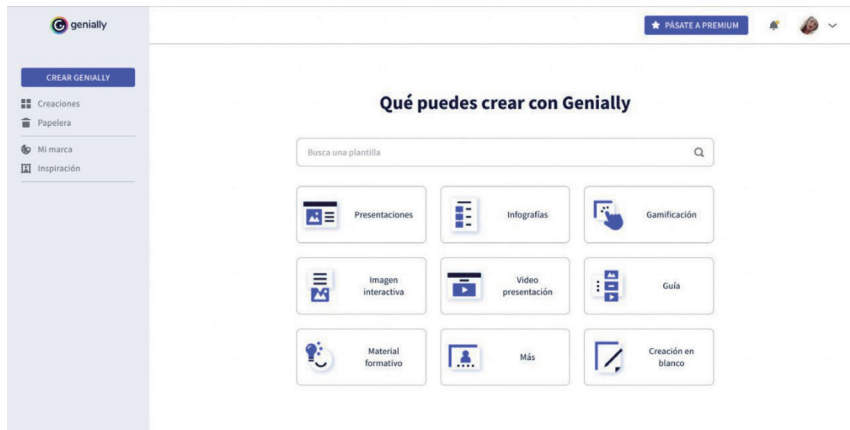 genially
PÁSATE A PREMIUM
CREAR GENIALLY
Creaciones
Papelera
Mi marca
Inspiración
Qué puedes crear con Genially
Busca una plantilla
Presentaciones
Infografías
Gamificación
Imagen
interactiva
Video
presentación
Guía
Material
formativo
Más
Creación en
blanco